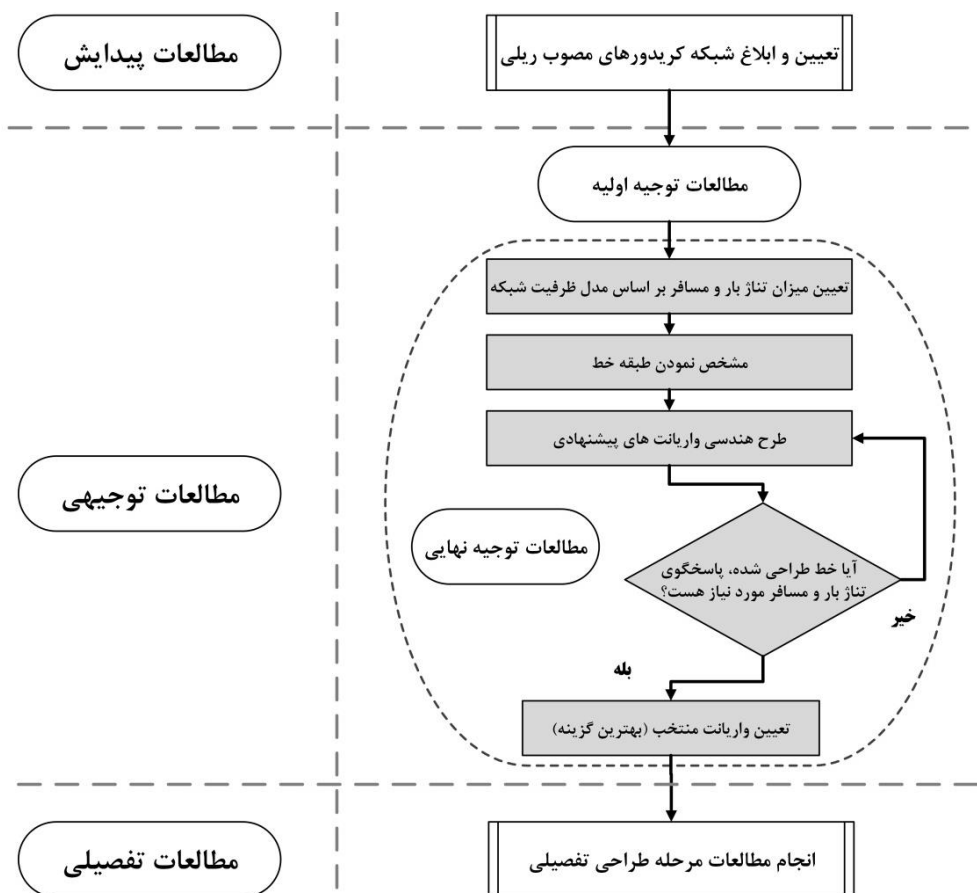 تعیین و ابلاغ شبکه کریدورهای مصوب ریلی
مطالعات پیدایش
مطالعات توجیه اولیه
تعیین میزان تناژ بار و مسافر بر اساس مدل ظرفیت شبکه
مشخص نمودن طبقه خط
طرح هندسی واریانت های پیشنهادی
مطالعات توجیهی
مطالعات توجیه نهایی
آیا خط طراحی شده، پاسخگوی
تناژ بار و مسافر مورد نیاز هست؟
خیر
بله
تعیین واریانت منتخب (بهترین گزینه)
انجام مطالعات مرحله طراحی تفصیلی
مطالعات تفصیلی